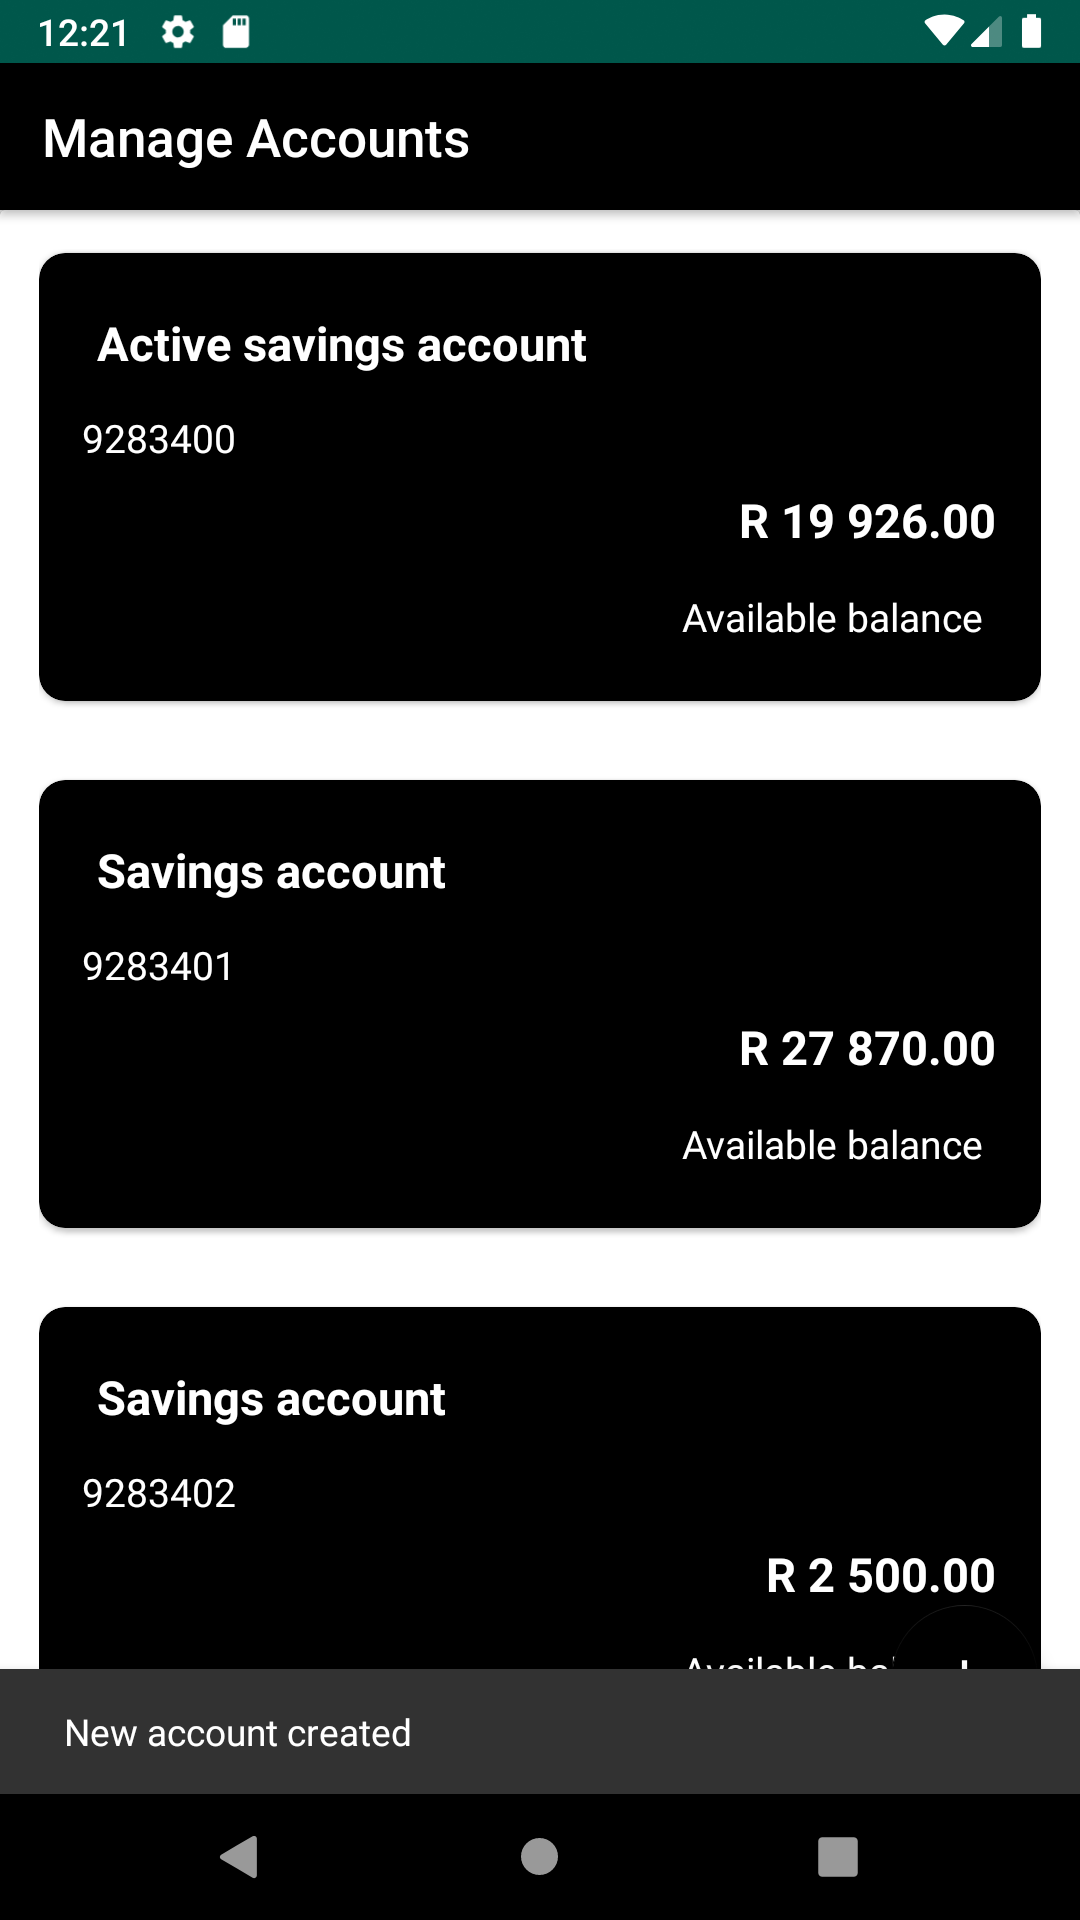 12:21
Manage Accounts
Active savings account
9283400
R 19 926.00
Available balance
Savings account
9283401
R 27 870.00
Available balance
Savings account
9283402
R 2 500.00
Available ba
New account created